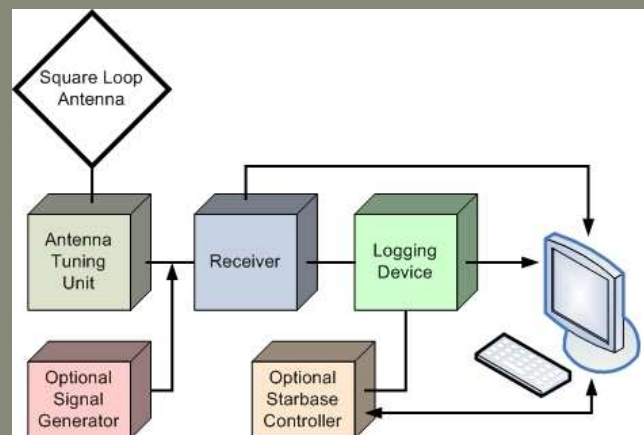 Square Loop
Antenna
Antenna
Tuning
Unit
Receiver
Logging
Device
Optional
Signal
Generator
Optional
Starbase
Controller